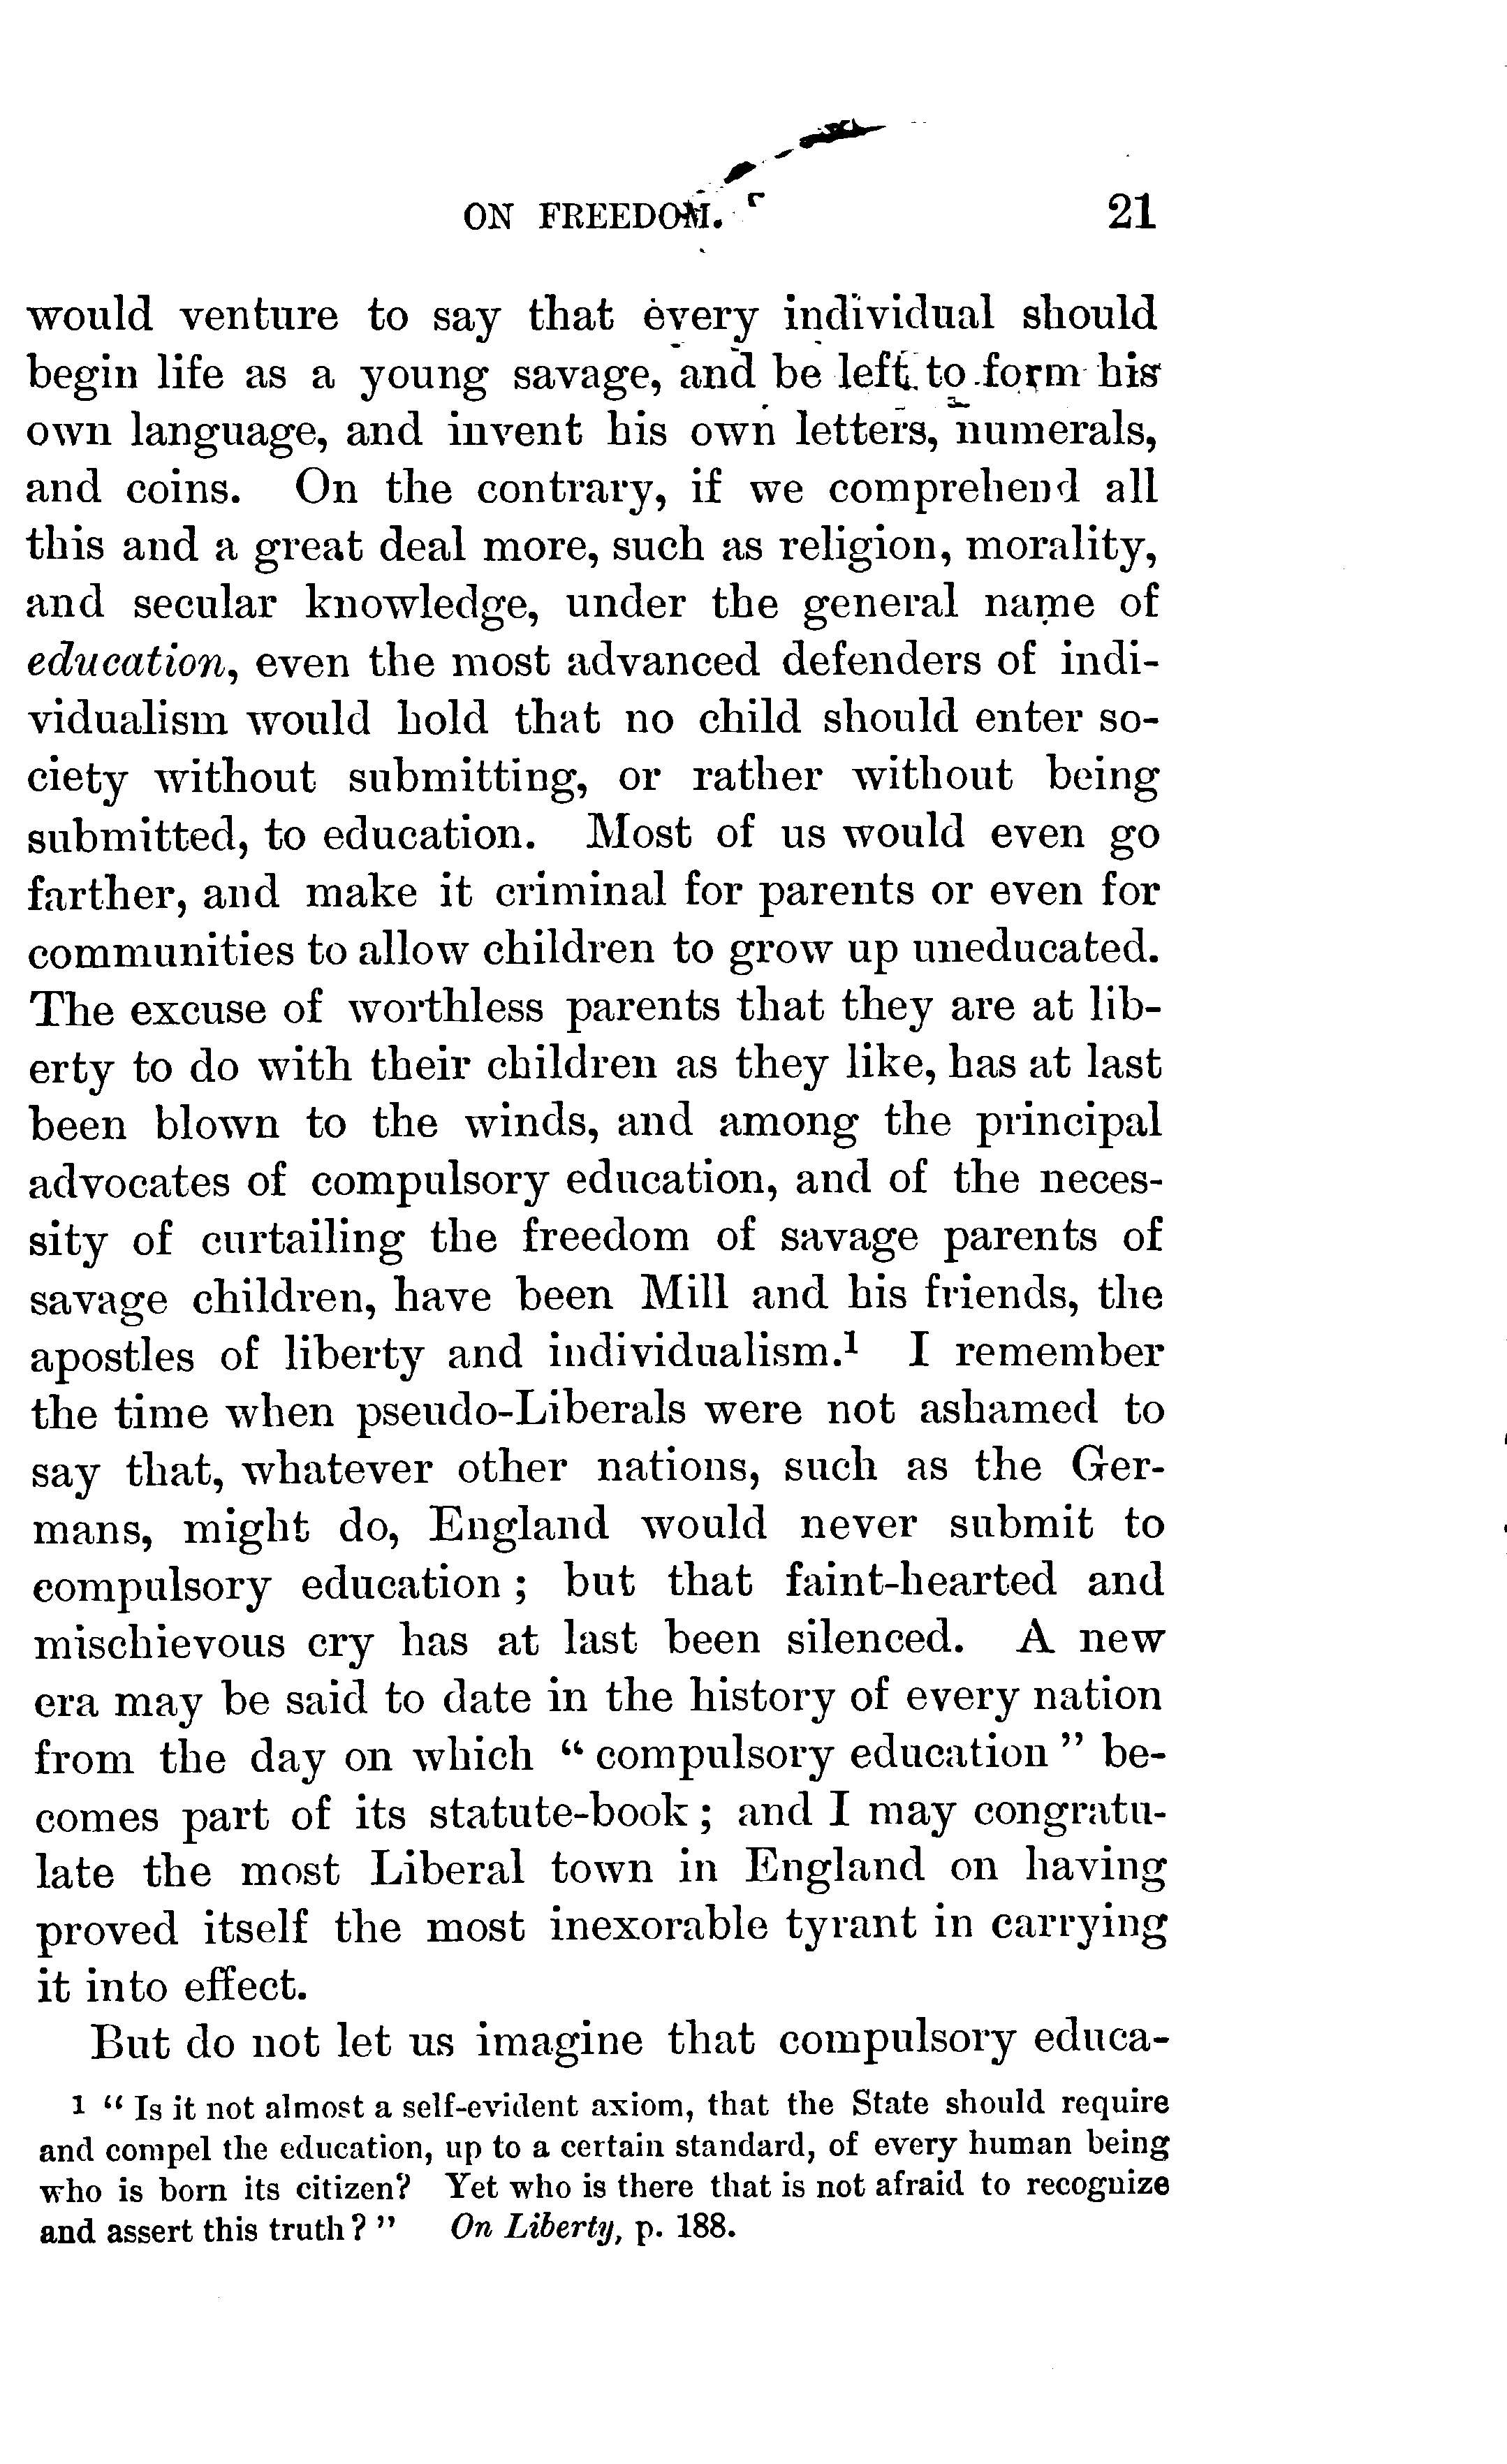 ON FREEDOM. 21
would venture to say that every individual should
begin life as a young savage, and be left to form his
own language, and invent his own letters, numerals,
and coins. On the contrary, if we comprehend all
this and a great deal more, such as religion, morality,
and secular knowledge, under the general name of
education, even the most advanced defenders of indi-
vidualism would hold that no child should enter so-
ciety without submitting, or rather without being
submitted, to education. Most of us would even go
farther, and make it criminal for parents or even for
communities to allow children to grow up uneducated.
The excuse of worthless parents that they are at lib-
erty to do with their children as they like, has at last
been blown to the winds, and among the principal
advocates of compulsory education, and of the neces-
sity of curtailing the freedom of savage parents of
savage children, have been Mill and his friends, the
apostles of liberty and individualism.¹ I remember
the time when pseudo-Liberals were not ashamed to
say that, whatever other nations, such as the Ger-
mans, might do, England would never submit to
compulsory education; but that faint-hearted and
mischievous cry has at last been silenced. A new
era may be said to date in the history of every nation
from the day on which "compulsory education" be-
comes part of its statute-book; and I may congratu-
late the most Liberal town in England on having
proved itself the most inexorable tyrant in carrying
it into effect.
But do not let us imagine that compulsory educa-
1 "Is it not almost a self-evident axiom, that the State should require
and compel the education, up to a certain standard, of every human being
who is born its citizen? Yet who is there that is not afraid to recognize
and assert this truth?" On Liberty, p. 188.